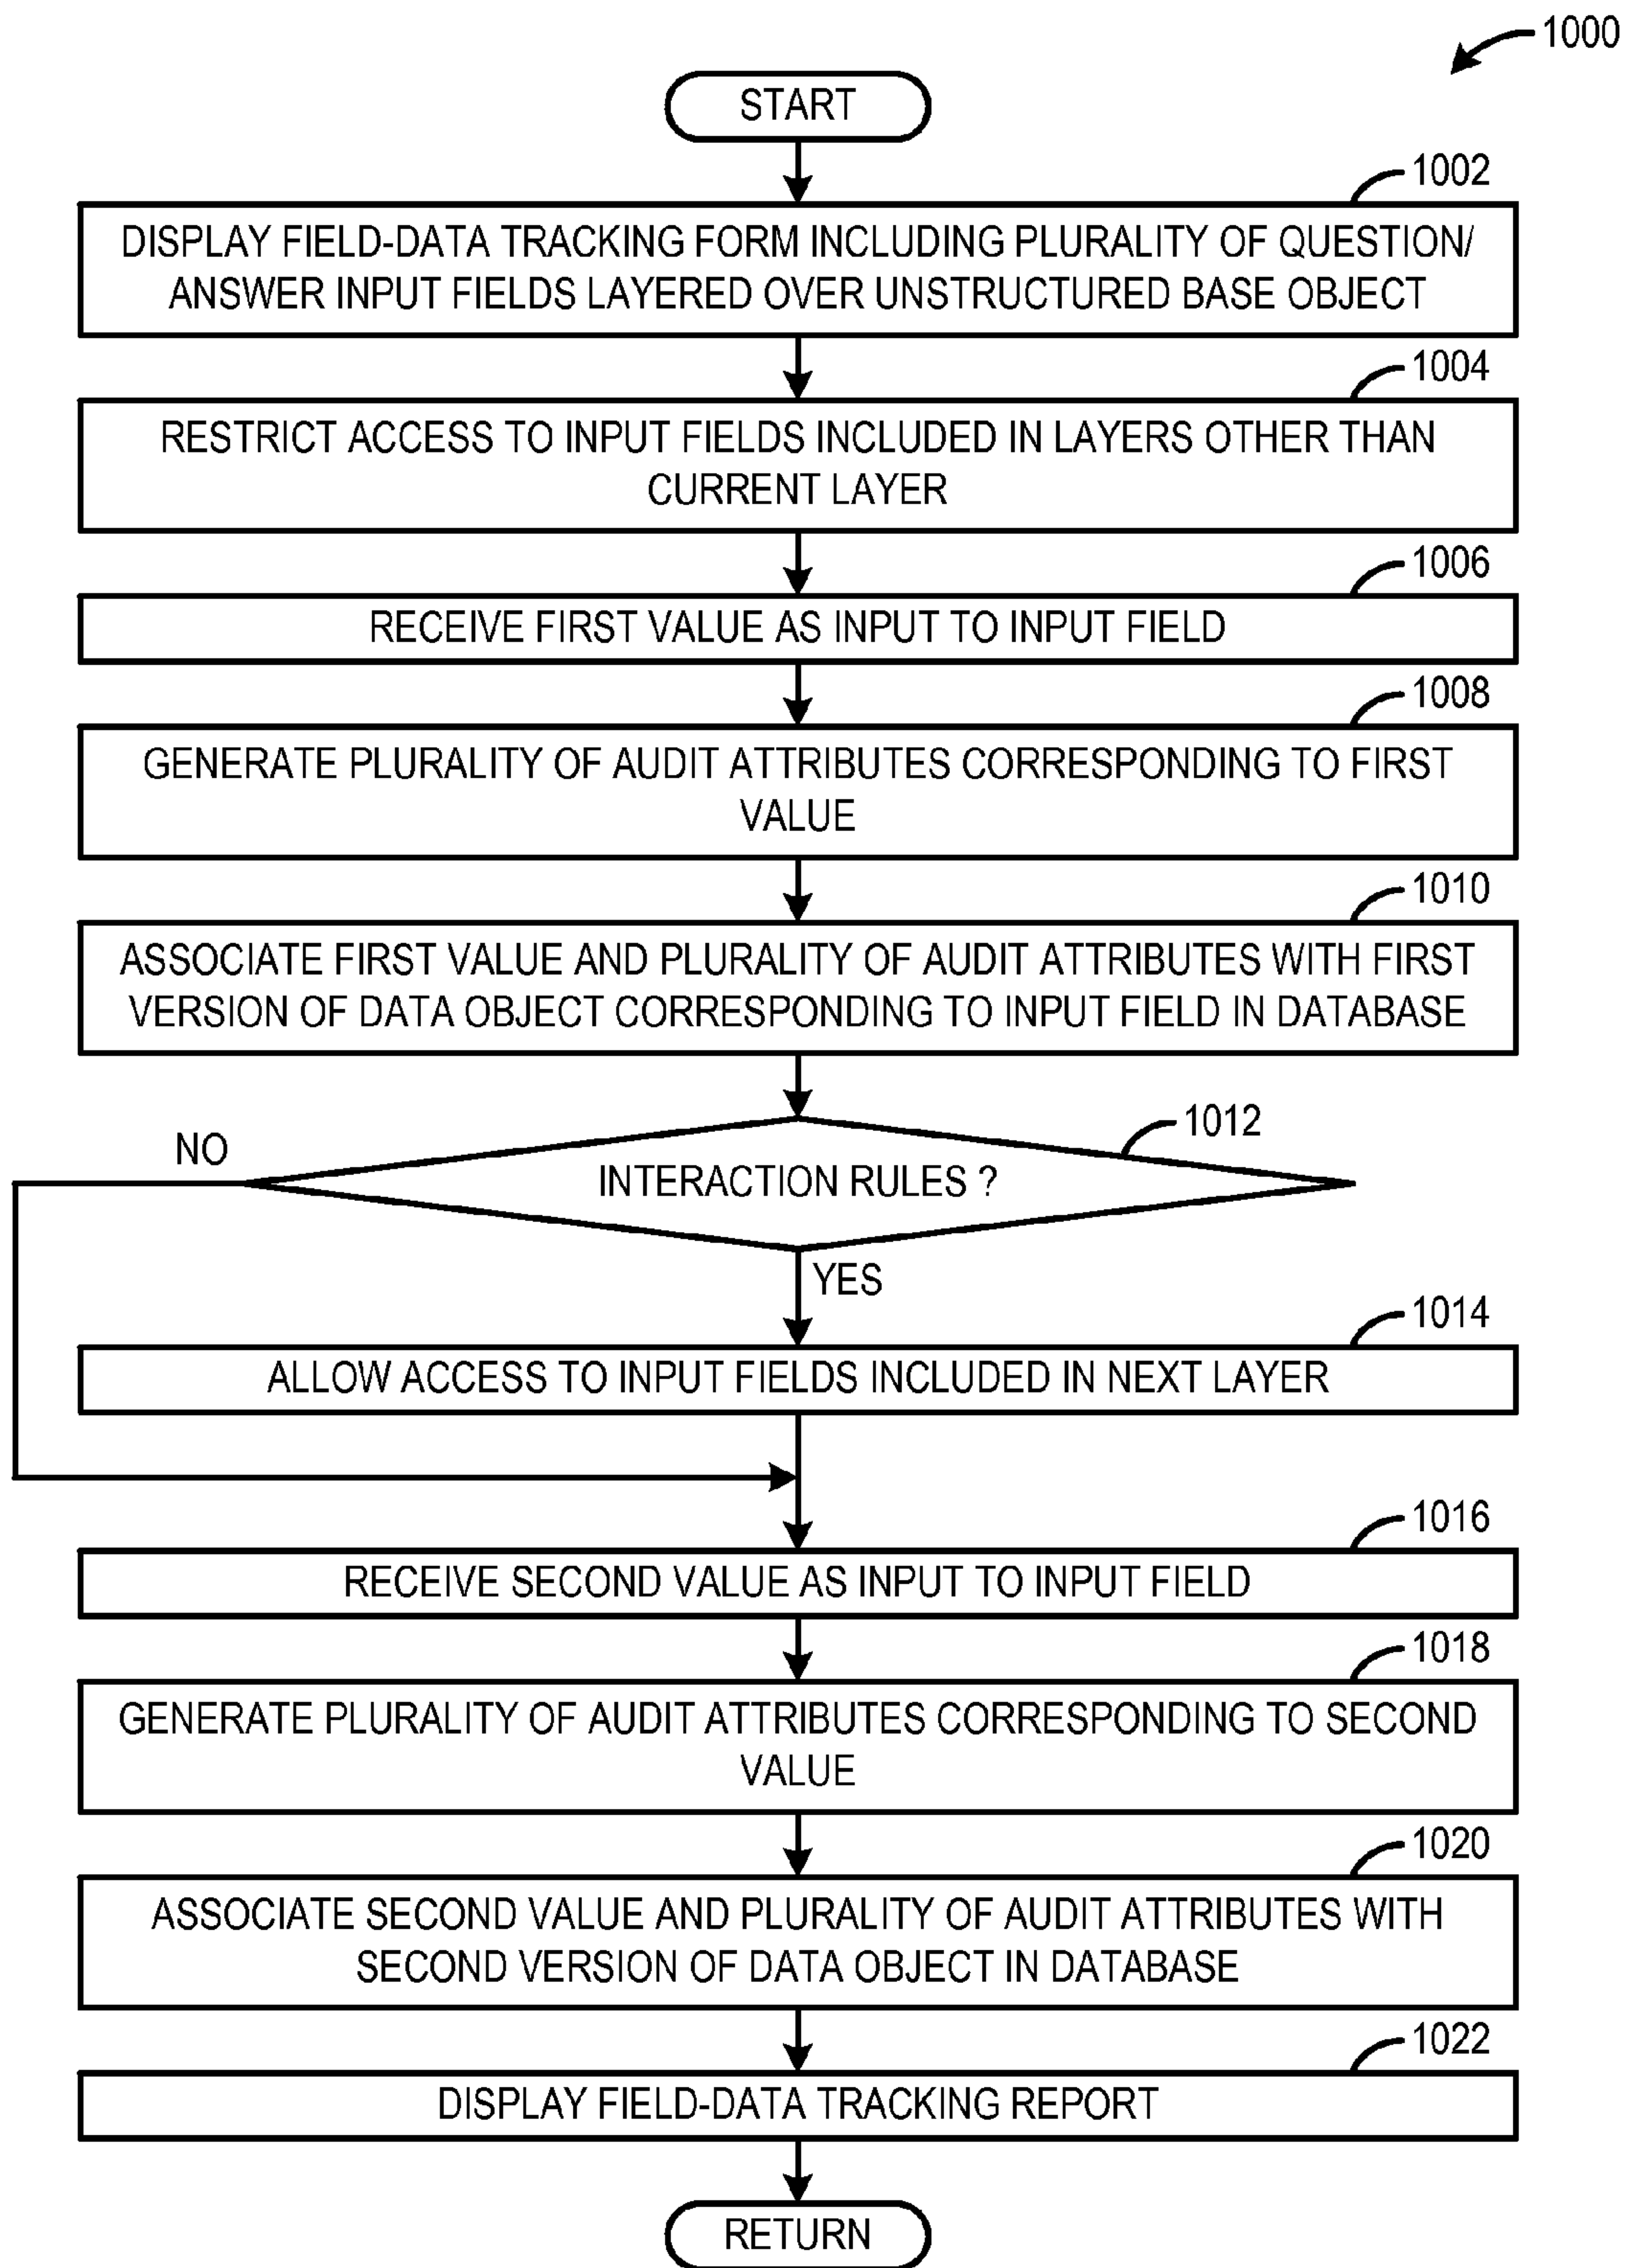 1000
START
1002
DISPLAY FIELD-DATA TRACKING FORM INCLUDING PLURALITY OF QUESTION/
ANSWER INPUT FIELDS LAYERED OVER UNSTRUCTURED BASE OBJECT
1004
RESTRICT ACCESS TO INPUT FIELDS INCLUDED IN LAYERS OTHER THAN
CURRENT LAYER
1006
RECEIVE FIRST VALUE AS INPUT TO INPUT FIELD
1008
GENERATE PLURALITY OF AUDIT ATTRIBUTES CORRESPONDING TO FIRST
VALUE
1010
ASSOCIATE FIRST VALUE AND PLURALITY OF AUDIT ATTRIBUTES WITH FIRST
VERSION OF DATA OBJECT CORRESPONDING TO INPUT FIELD IN DATABASE
1012
NO
INTERACTION RULES ?
YES
1014
ALLOW ACCESS TO INPUT FIELDS INCLUDED IN NEXT LAYER
1016
RECEIVE SECOND VALUE AS INPUT TO INPUT FIELD
1018
GENERATE PLURALITY OF AUDIT ATTRIBUTES CORRESPONDING TO SECOND
VALUE
1020
ASSOCIATE SECOND VALUE AND PLURALITY OF AUDIT ATTRIBUTES WITH
SECOND VERSION OF DATA OBJECT IN DATABASE
1022
DISPLAY FIELD-DATA TRACKING REPORT
RETURN